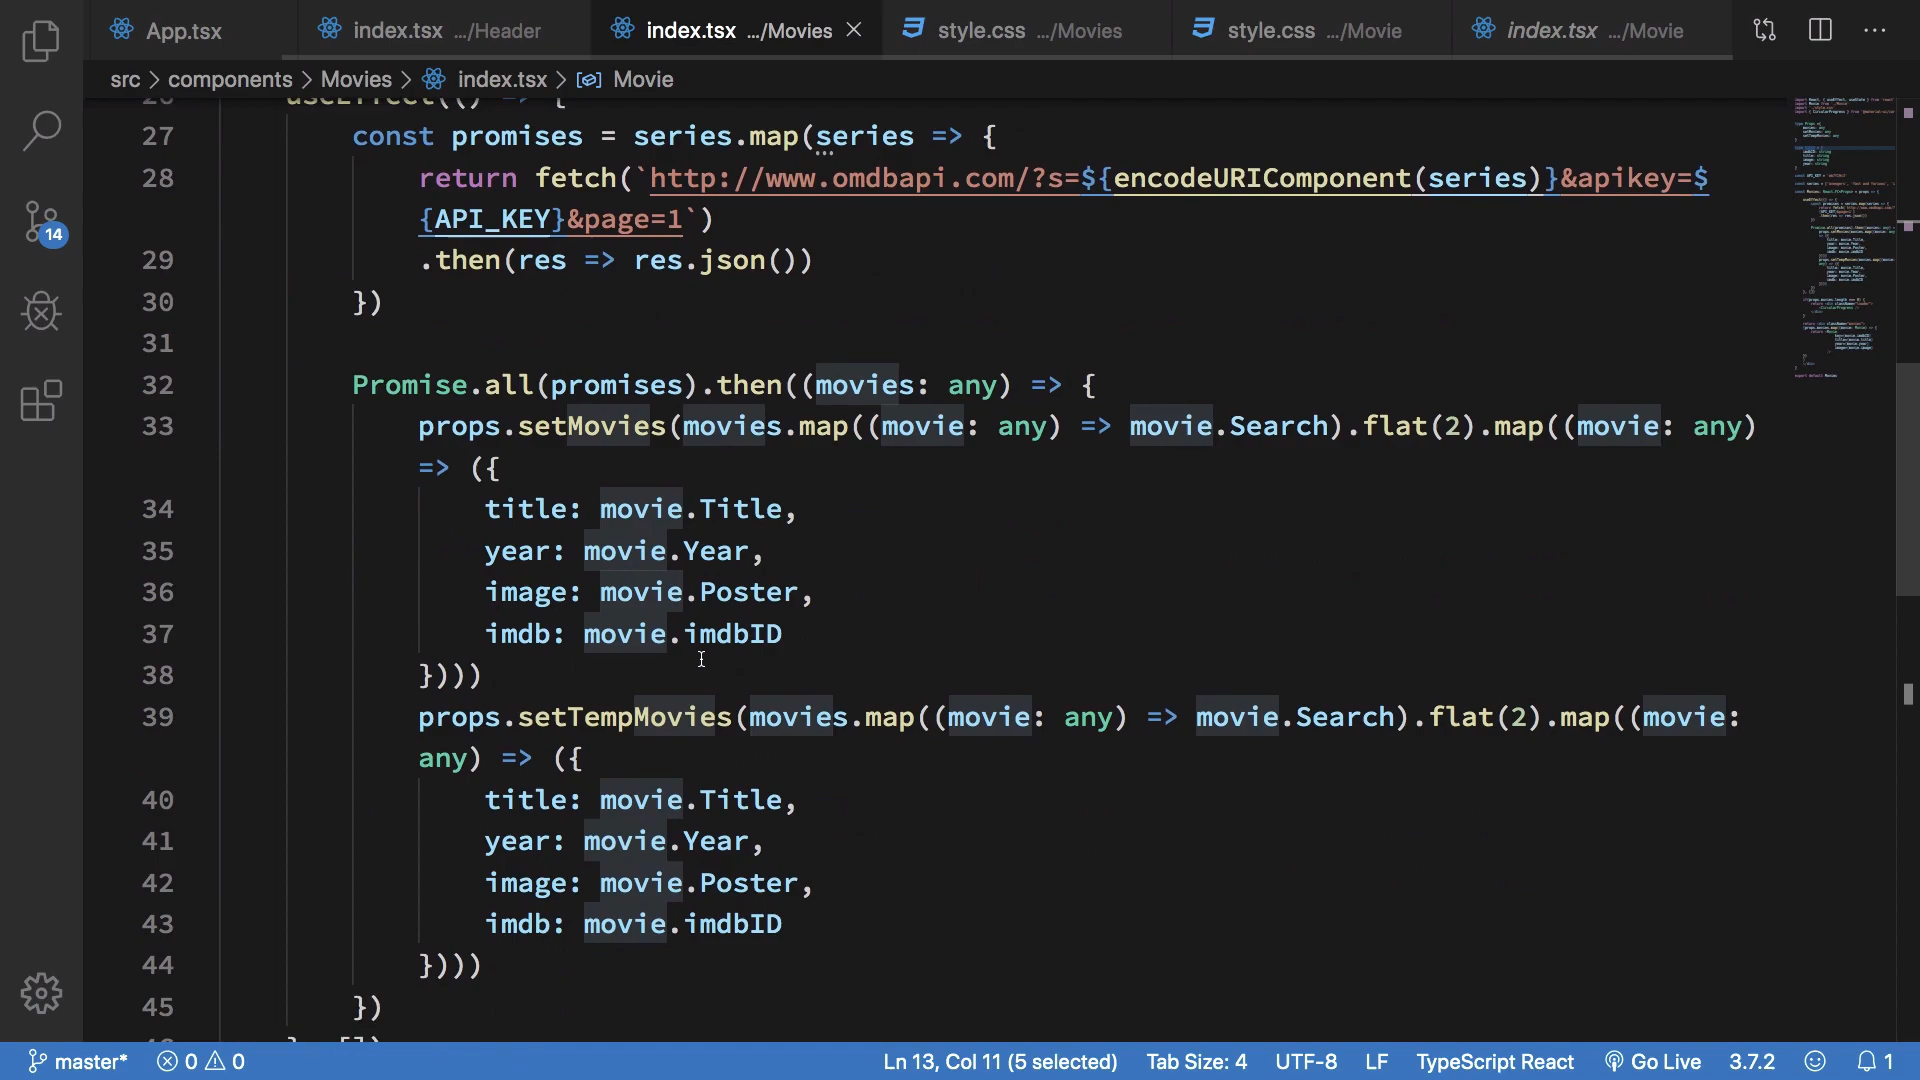 App.tsx
index.tsx .../Header
index.tsx .../Movies
style.css .../Movies
style.css .../Movie
index.tsx .../Movie
src > components > Movies > index.tsx > Movie
useEffect(() => {
27 const promises = series.map(series => {
28 return fetch(`http://www.omdbapi.com/?s=${encodeURIComponent(series)}&apikey=$
{API_KEY}&page=1`)
29 .then(res => res.json())
30 })
31
32 Promise.all(promises).then((movies: any) => {
33 props.setMovies(movies.map((movie: any) => movie.Search).flat(2).map((movie: any)
=> ({
34 title: movie.Title,
35 year: movie.Year,
36 image: movie.Poster,
37 imdb: movie.imdbID
38 })))
39 props.setTempMovies(movies.map((movie: any) => movie.Search).flat(2).map((movie:
any) => ({
40 title: movie.Title,
41 year: movie.Year,
42 image: movie.Poster,
43 imdb: movie.imdbID
44 })))
45 })
14
master* 0 0 Ln 13, Col 11 (5 selected) Tab Size: 4 UTF-8 LF TypeScript React Go Live 3.7.2 1